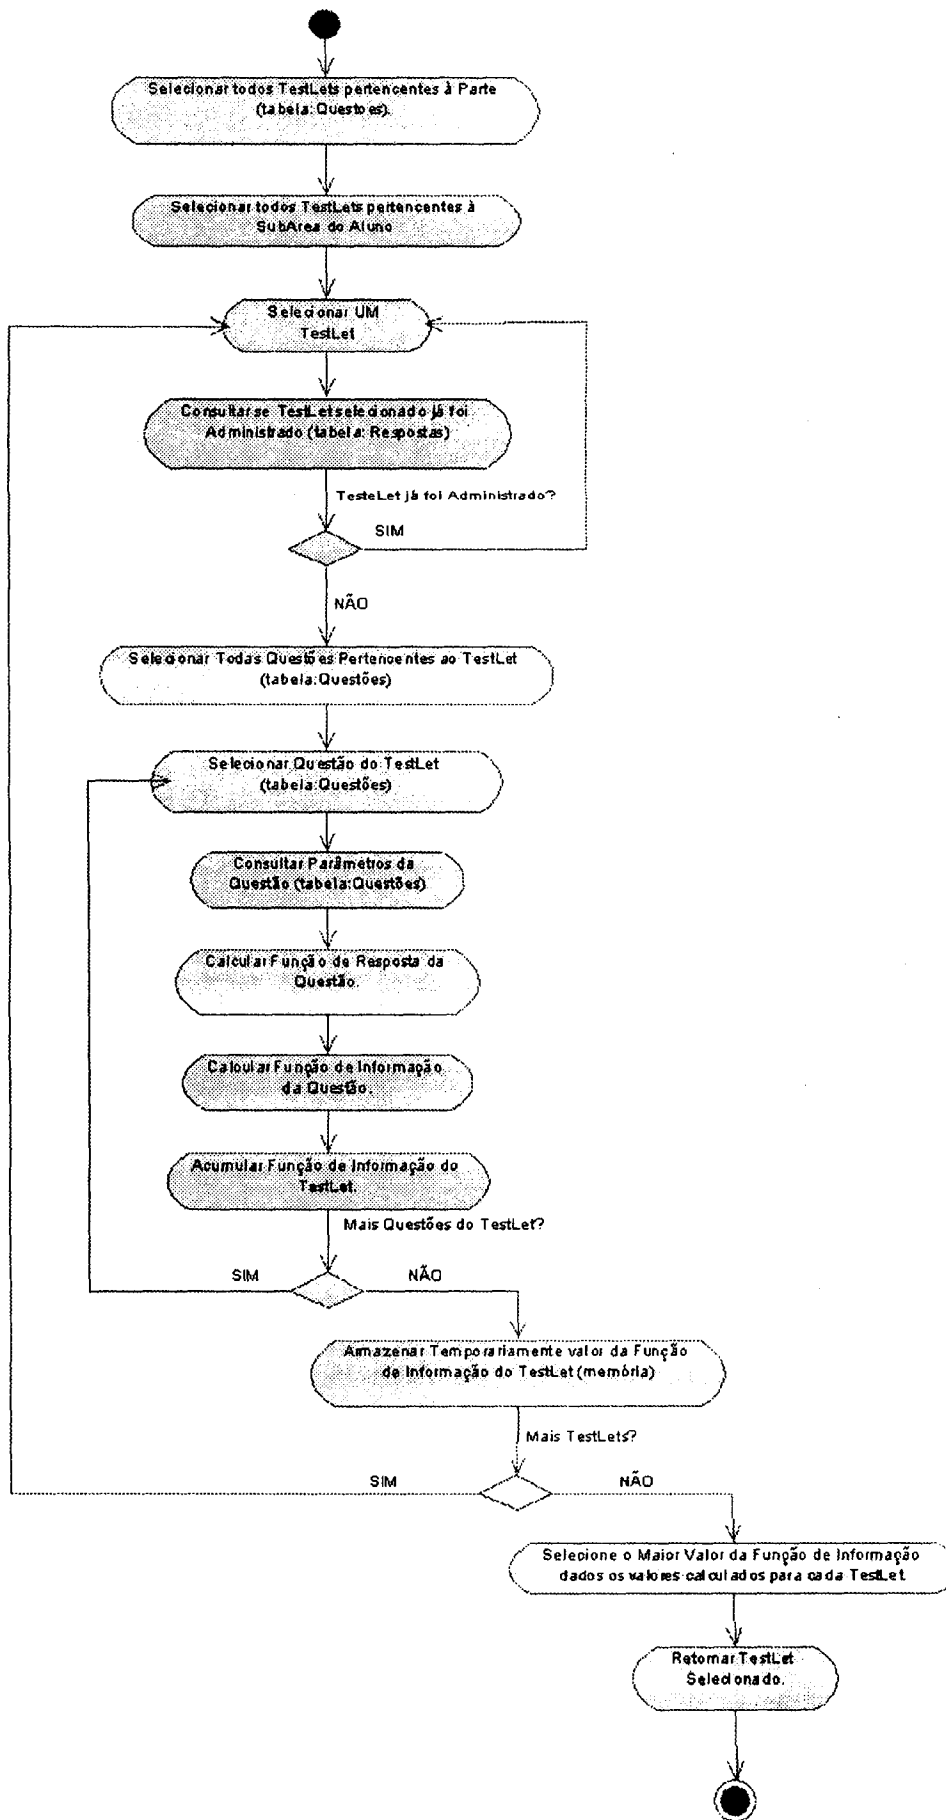 Selecionar todos TestLets pertencentes à Parte
(tabela:Questoes).
Selecionar todos TestLets pertencentes à
SubArea do Aluno
Selecionar UM
TestLet
Consultar se TestLet selecionado já foi
Administrado (tabela: Respostas)
TesteLet já foi Administrado?
SIM
NÃO
Selecionar Todas Questões Pertencentes ao TestLet
(tabela:Questões)
Selecionar Questão do TestLet
(tabela:Questões)
Consultar Parâmetros da
Questão (tabela:Questões)
Calcular Função de Resposta da
Questão.
Calcular Função de Informação
da Questão.
Acumular Função de Informação do
TestLet.
Mais Questões do TestLet?
SIM NÃO
Armazenar Temporariamente valor da Função
de Informação do TestLet (memória)
Mais TestLets?
SIM NÃO
Selecione o Maior Valor da Função de Informação
dados os valores calculados para cada TestLet.
Retornar TestLet
Selecionado.